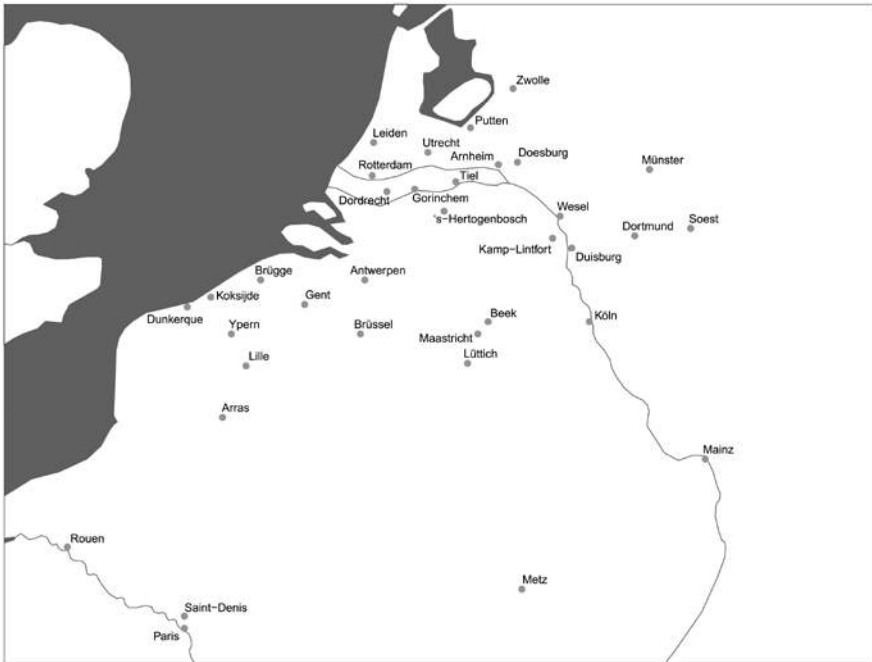 Zwolle
Putten
Leiden
Utrecht
Arnheim
Doesburg
Münster
Rotterdam
Tiel
Dordrecht
Gorinchem
's-Hertogenbosch
Wesel
Soest
Dortmund
Kamp-Lintfort
Duisburg
Brügge
Antwerpen
Koksijde
Gent
Dunkerque
Ypern
Brüssel
Beek
Köln
Maastricht
Lille
Lüttich
Arras
Mainz
Rouen
Metz
Saint-Denis
Paris